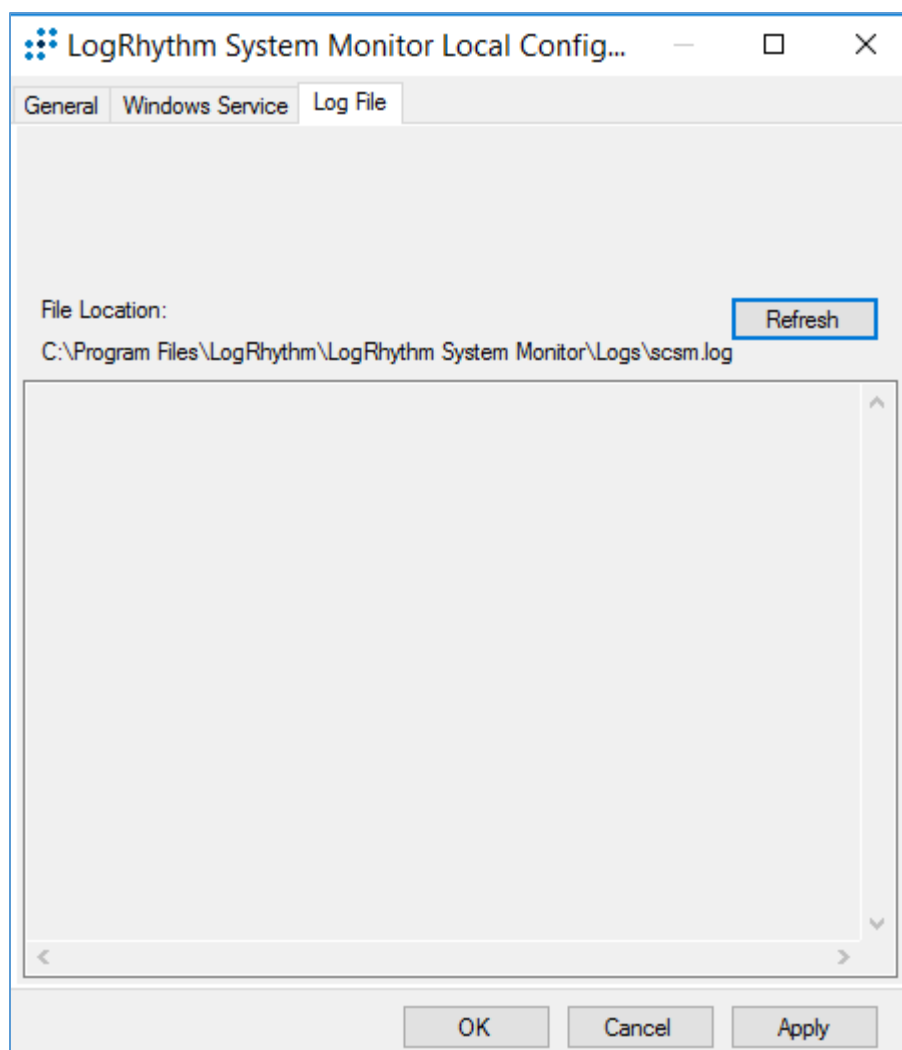 LogRhythm System Monitor Local Config...
General Windows Service Log File
File Location:
Refresh
C:\Program Files\LogRhythm\LogRhythm System Monitor\Logs\scsm.log
OK Cancel Apply